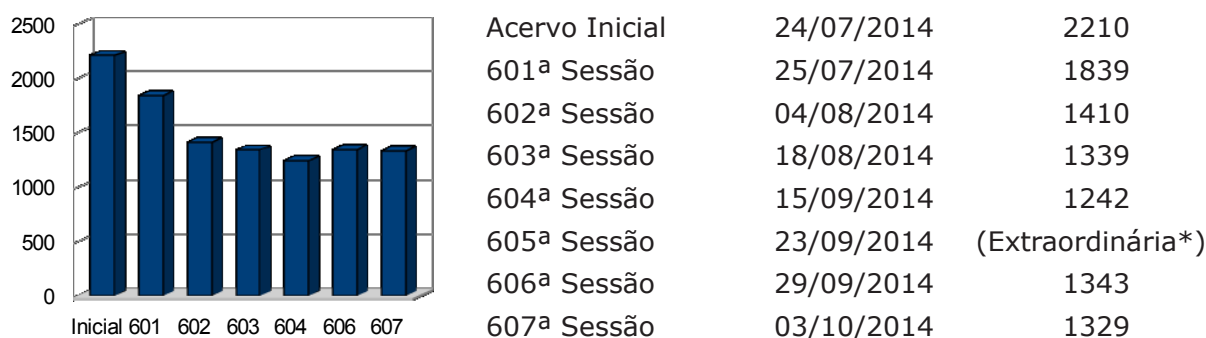 2500
2000
1500
1000
500
0
Inicial 601 602 603 604 606 607
Acervo Inicial 24/07/2014 2210
601ª Sessão 25/07/2014 1839
602ª Sessão 04/08/2014 1410
603ª Sessão 18/08/2014 1339
604ª Sessão 15/09/2014 1242
605ª Sessão 23/09/2014 (Extraordinária*)
606ª Sessão 29/09/2014 1343
607ª Sessão 03/10/2014 1329